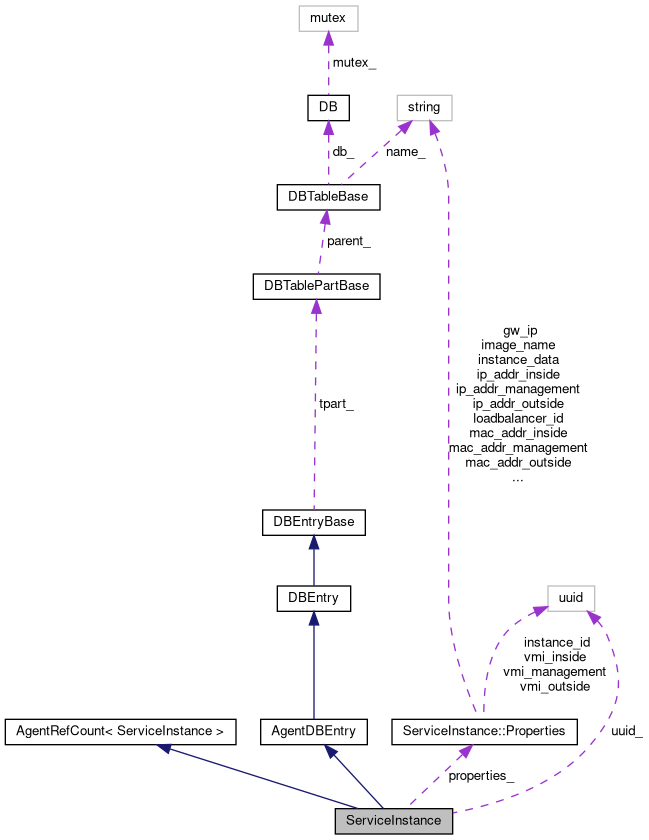 mutex
mutex_
DB
string
db_
name_
DBTableBase
parent_
DBTablePartBase
gw_ip
image_name
instance_data
ip_addr_inside
ip_addr_management
ip_addr_outside
loadbalancer_id
mac_addr_inside
mac_addr_management
mac_addr_outside
...
tpart_
DBEntryBase
DBEntry
uuid
instance_id
vmi_inside
vmi_management
vmi_outside
AgentRefCount< ServiceInstance >
AgentDBEntry
ServiceInstance::Properties
uuid_
properties_
ServiceInstance